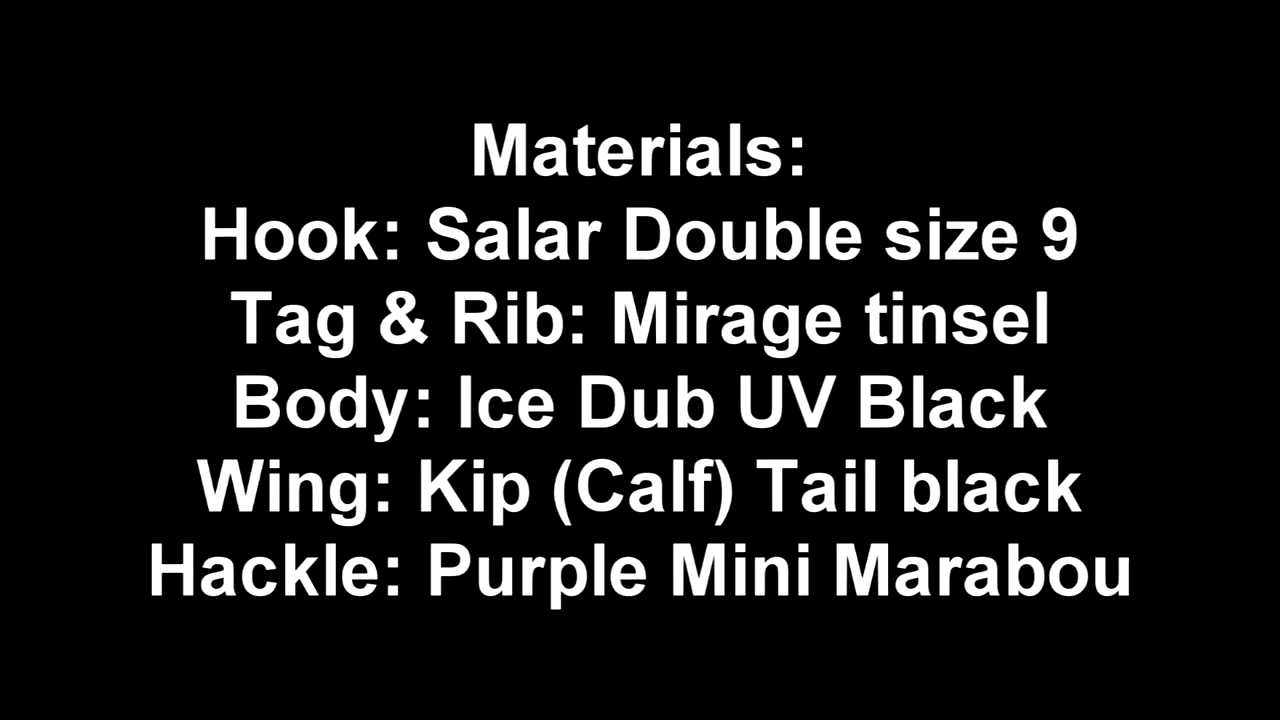 Materials:
Hook: Salar Double size 9
Tag & Rib: Mirage tinsel
Body: Ice Dub UV Black
Wing: Kip (Calf) Tail black
Hackle: Purple Mini Marabou